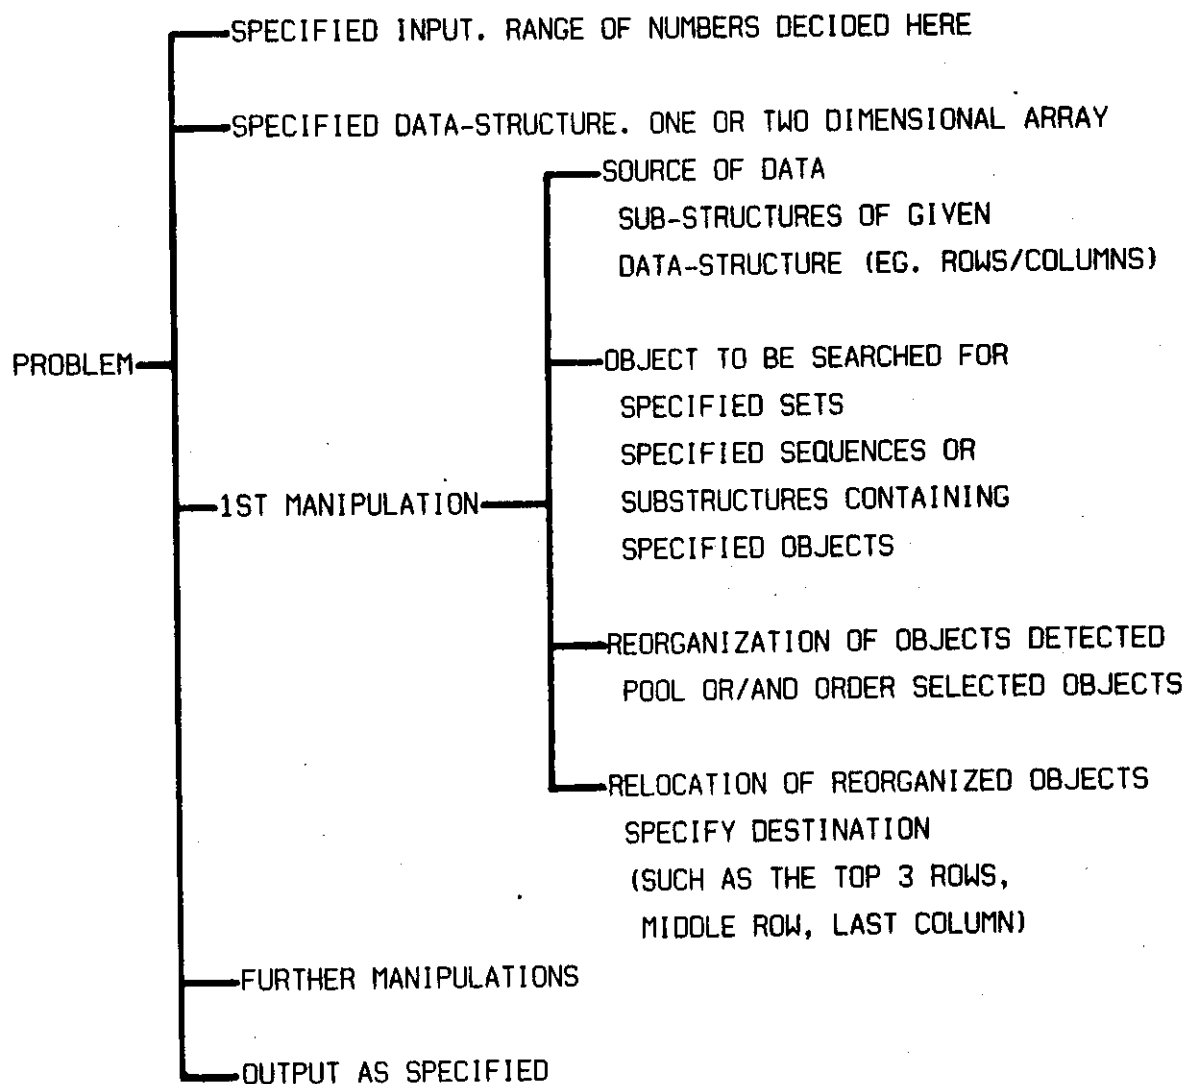 SPECIFIED INPUT. RANGE OF NUMBERS DECIDED HERE
SPECIFIED DATA-STRUCTURE. ONE OR TWO DIMENSIONAL ARRAY
SOURCE OF DATA
SUB-STRUCTURES OF GIVEN
DATA-STRUCTURE (EG. ROWS/COLUMNS)
PROBLEM
OBJECT TO BE SEARCHED FOR
SPECIFIED SETS
SPECIFIED SEQUENCES OR
1ST MANIPULATION
SUBSTRUCTURES CONTAINING
SPECIFIED OBJECTS
REORGANIZATION OF OBJECTS DETECTED
POOL OR/AND ORDER SELECTED OBJECTS
RELOCATION OF REORGANIZED OBJECTS
SPECIFY DESTINATION
(SUCH AS THE TOP 3 ROWS,
MIDDLE ROW, LAST COLUMN)
FURTHER MANIPULATIONS
OUTPUT AS SPECIFIED